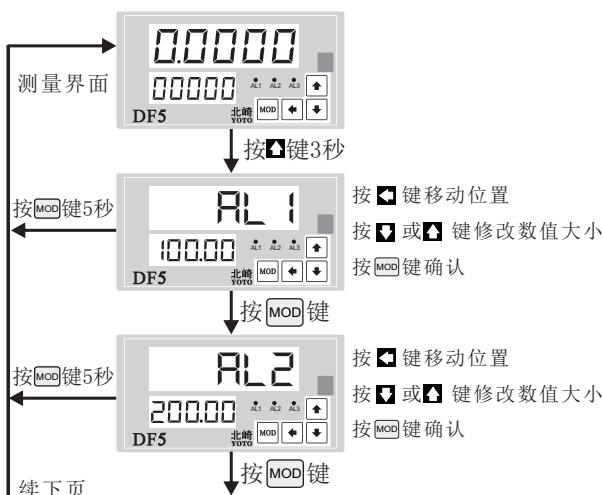 0.0000
测量界面
00000 AL1 AL2 AL3
DF5 北崎 YOTO MOD
按键3秒
AL1
按MOD键5秒
100.00 AL1 AL2 AL3
DF5 北崎 YOTO MOD
按键移动位置
按或键修改数值大小
按MOD键确认
按MOD键
AL2
按MOD键5秒
200.00 AL1 AL2 AL3
DF5 北崎 YOTO MOD
按键移动位置
按或键修改数值大小
按MOD键确认
按MOD键
续下页